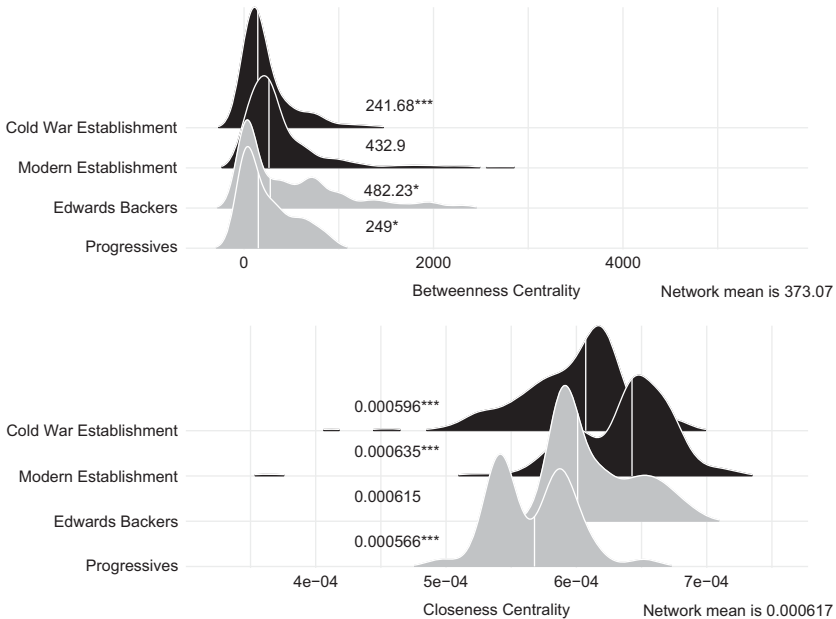 241.68***
Cold War Establishment
432.9
Modern Establishment
482.23*
Edwards Backers
249*
Progressives
0 2000 4000
Betweenness Centrality Network mean is 373.07
0.000596***
Cold War Establishment
0.000635***
Modern Establishment
0.000615
Edwards Backers
0.000566***
Progressives
4e−04 5e−04 6e−04 7e−04
Closeness Centrality Network mean is 0.000617